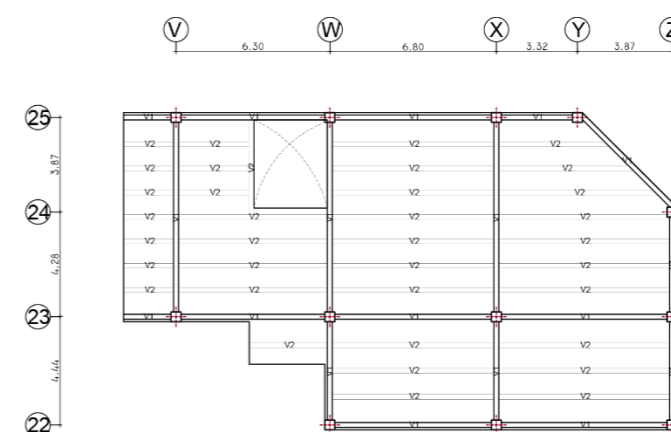 V W X Y Z
6.30 6.80 3.32 3.87
25 V1 V1 V1 V1
V2 V2 V2 V2
V1
3.87 V2 V2 V2 V2 V2
V2 V2 V2 V2
24
V2 V2 V2 V2
V2 V2 V2 V2
4.28 V2 V2 V2 V2
V2 V2 V2 V2
23 V1 V1 V1 V1
V2 V2 V2
4.44 V2 V2
V2 V2
22 V1 V1